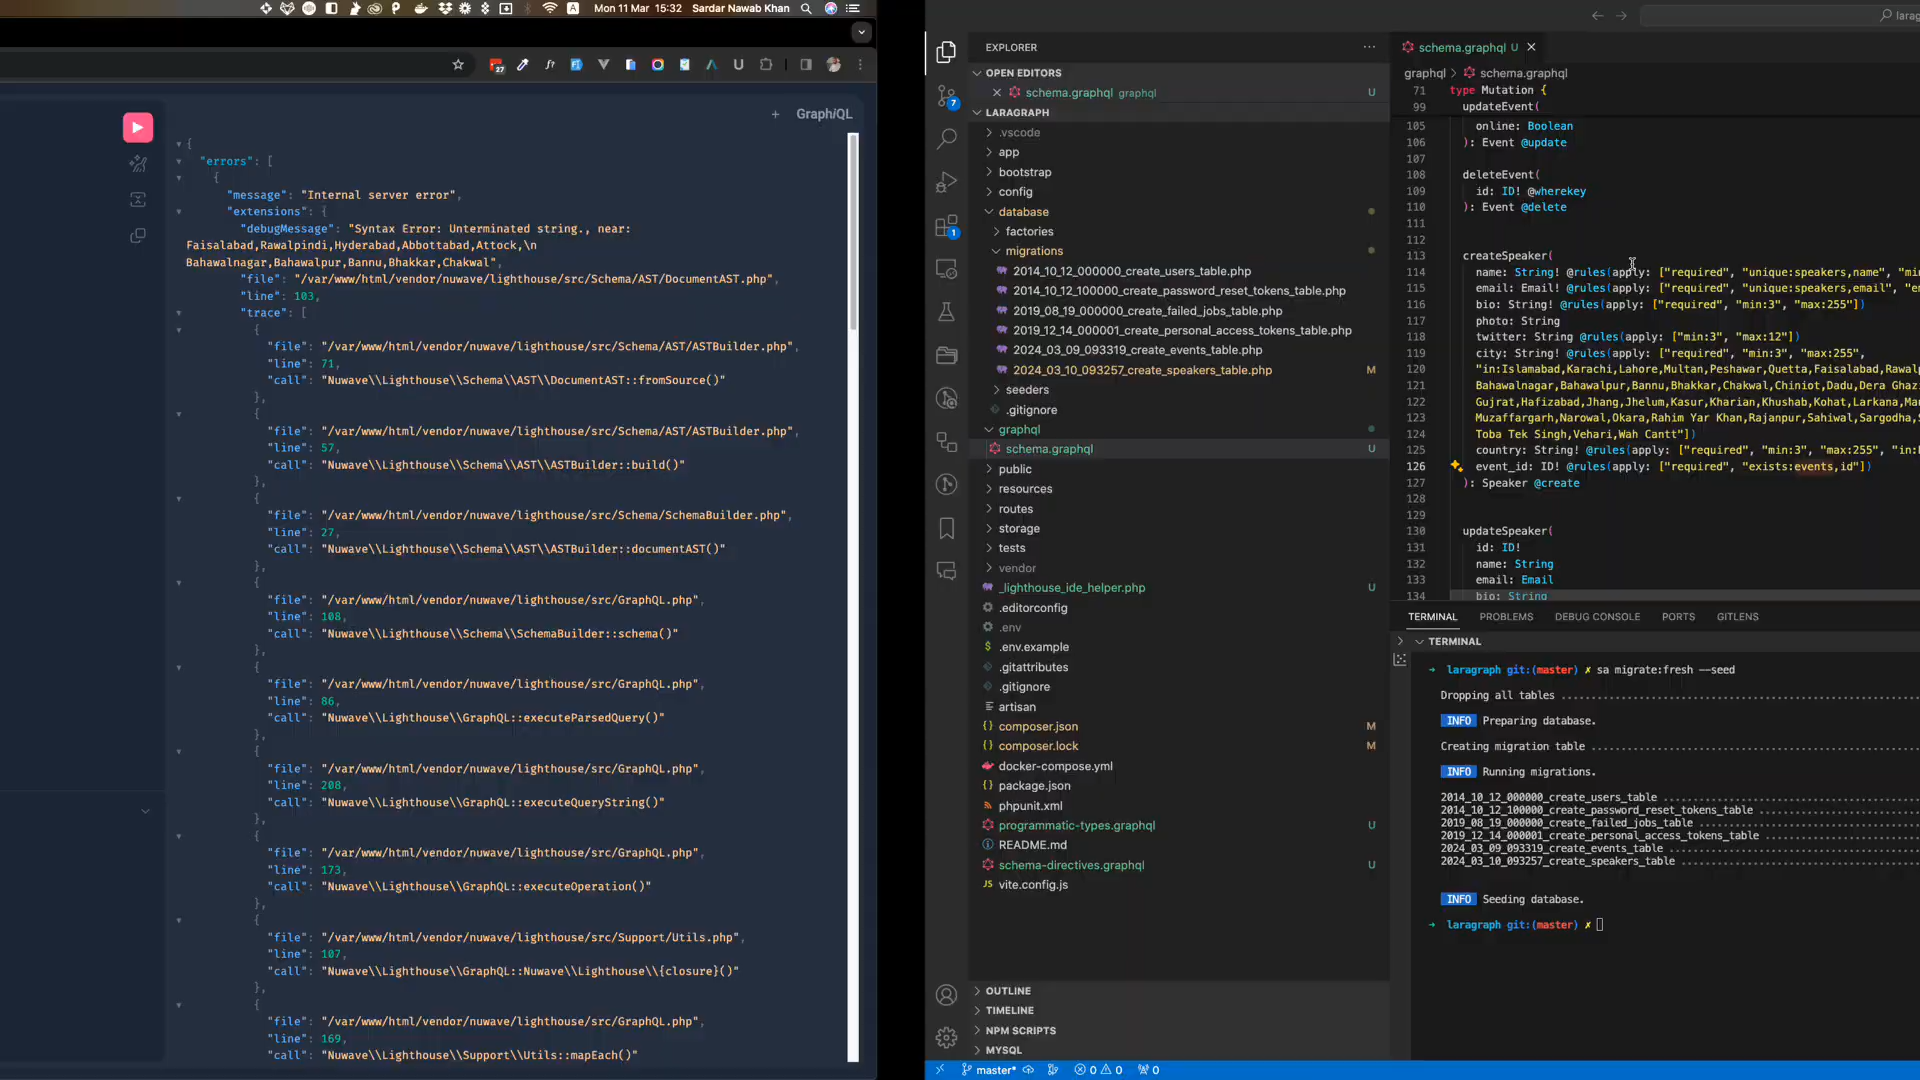 Mon 11 Mar 15:32 Sardar Nawab Khan
27
+ GraphiQL
{
"errors": [
{
"message": "Internal server error",
"extensions": {
"debugMessage": "Syntax Error: Unterminated string., near:
Faisalabad,Rawalpindi,Hyderabad,Abbottabad,Attock,\n
Bahawalnagar,Bahawalpur,Bannu,Bhakkar,Chakwal",
"file": "/var/www/html/vendor/nuwave/lighthouse/src/Schema/AST/DocumentAST.php",
"line": 103,
"trace": [
{
"file": "/var/www/html/vendor/nuwave/lighthouse/src/Schema/AST/ASTBuilder.php",
"line": 71,
"call": "Nuwave\\Lighthouse\\Schema\\AST\\DocumentAST::fromSource()"
},
{
"file": "/var/www/html/vendor/nuwave/lighthouse/src/Schema/AST/ASTBuilder.php",
"line": 57,
"call": "Nuwave\\Lighthouse\\Schema\\AST\\ASTBuilder::build()"
},
{
"file": "/var/www/html/vendor/nuwave/lighthouse/src/Schema/SchemaBuilder.php",
"line": 27,
"call": "Nuwave\\Lighthouse\\Schema\\AST\\ASTBuilder::documentAST()"
},
{
"file": "/var/www/html/vendor/nuwave/lighthouse/src/GraphQL.php",
"line": 108,
"call": "Nuwave\\Lighthouse\\Schema\\SchemaBuilder::schema()"
},
{
"file": "/var/www/html/vendor/nuwave/lighthouse/src/GraphQL.php",
"line": 86,
"call": "Nuwave\\Lighthouse\\GraphQL::executeParsedQuery()"
},
{
"file": "/var/www/html/vendor/nuwave/lighthouse/src/GraphQL.php",
"line": 208,
"call": "Nuwave\\Lighthouse\\GraphQL::executeQueryString()"
},
{
"file": "/var/www/html/vendor/nuwave/lighthouse/src/GraphQL.php",
"line": 173,
"call": "Nuwave\\Lighthouse\\GraphQL::executeOperation()"
},
{
"file": "/var/www/html/vendor/nuwave/lighthouse/src/Support/Utils.php",
"line": 107,
"call": "Nuwave\\Lighthouse\\GraphQL::Nuwave\\Lighthouse\\{closure}()"
},
{
"file": "/var/www/html/vendor/nuwave/lighthouse/src/GraphQL.php",
"line": 169,
"call": "Nuwave\\Lighthouse\\Support\\Utils::mapEach()"
7
1
EXPLORER
OPEN EDITORS
schema.graphql graphql U
LARAGRAPH
.vscode
app
bootstrap
config
database
factories
migrations
2014_10_12_000000_create_users_table.php
2014_10_12_100000_create_password_reset_tokens_table.php
2019_08_19_000000_create_failed_jobs_table.php
2019_12_14_000001_create_personal_access_tokens_table.php
2024_03_09_093319_create_events_table.php
2024_03_10_093257_create_speakers_table.php M
seeders
.gitignore
graphql
schema.graphql U
public
resources
routes
storage
tests
vendor
_lighthouse_ide_helper.php U
.editorconfig
.env
.env.example
.gitattributes
.gitignore
artisan
composer.json M
composer.lock M
docker-compose.yml
package.json
phpunit.xml
programmatic-types.graphql U
README.md
schema-directives.graphql U
vite.config.js
OUTLINE
TIMELINE
NPM SCRIPTS
MYSQL
larag
schema.graphql U
graphql > schema.graphql
71 type Mutation {
99 updateEvent(
105 online: Boolean
106 ): Event @update
107
108 deleteEvent(
109 id: ID! @wherekey
110 ): Event @delete
111
112
113 createSpeaker(
114 name: String! @rules(apply: ["required", "unique:speakers,name", "mi
115 email: Email! @rules(apply: ["required", "unique:speakers,email", "e
116 bio: String! @rules(apply: ["required", "min:3", "max:255"])
117 photo: String
118 twitter: String @rules(apply: ["min:3", "max:12"])
119 city: String! @rules(apply: ["required", "min:3", "max:255",
120 "in:Islamabad,Karachi,Lahore,Multan,Peshawar,Quetta,Faisalabad,Rawalp
121 Bahawalnagar,Bahawalpur,Bannu,Bhakkar,Chakwal,Chiniot,Dadu,Dera Ghazi
122 Gujrat,Hafizabad,Jhang,Jhelum,Kasur,Kharian,Khushab,Kohat,Larkana,Ma
123 Muzaffargarh,Narowal,Okara,Rahim Yar Khan,Rajanpur,Sahiwal,Sargodha,S
124 Toba Tek Singh,Vehari,Wah Cantt"])
125 country: String! @rules(apply: ["required", "min:3", "max:255", "in:
126 event_id: ID! @rules(apply: ["required", "exists:events,id"])
127 ): Speaker @create
128
129
130 updateSpeaker(
131 id: ID!
132 name: String
133 email: Email
134 bio: String
TERMINAL PROBLEMS DEBUG CONSOLE PORTS GITLENS
TERMINAL
→ laragraph git:(master) ✗ sa migrate:fresh --seed
Dropping all tables
INFO Preparing database.
Creating migration table
INFO Running migrations.
2014_10_12_000000_create_users_table
2014_10_12_100000_create_password_reset_tokens_table
2019_08_19_000000_create_failed_jobs_table
2019_12_14_000001_create_personal_access_tokens_table
2024_03_09_093319_create_events_table
2024_03_10_093257_create_speakers_table
INFO Seeding database.
→ laragraph git:(master) ✗
master* 0 0 0